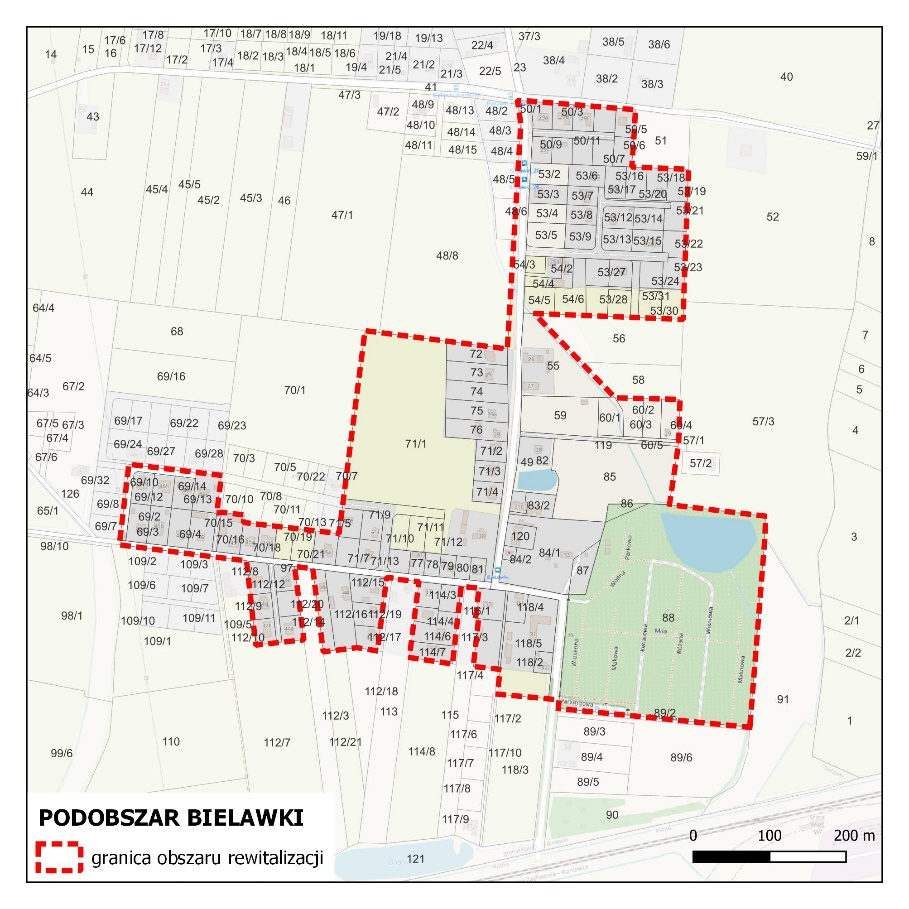 17/8 17/10 18/7 18/8 18/9 18/11 19/18 19/13 37/3
14 15 17/6 17/12 17/3 18/2 18/3 18/4 18/5 18/6 21/4 22/4 38/5 38/6
16 17/2 17/4 18/1 19/4 21/5 21/2 21/3 22/5 23 38/4
38/2 38/3 40
41
47/3 48/9 48/13 48/2 50/1 50/3
43 47/2 48/10 48/14 48/3 50/5 51 27
48/11 48/15 48/4 50/9 50/11 50/6 50/7 59/1
44 45/4 45/5 45/2 45/3 46 48/5 53/2 53/6 53/16 53/18
53/3 53/7 53/17 53/20 53/19
47/1 48/6 53/4 53/8 53/12 53/14 53/21 52
53/5 53/9 53/13 53/15 53/22 8
48/8 54/3 54/2 53/27 53/23
54/4 53/24
54/5 54/6 53/28 53/31 53/30
64/4
68 56 7
64/5 72 55
69/16 73 58 6
64/3 67/2 70/1 74 5
67/5 67/3 69/17 69/22 69/23 75 59 60/1 60/2 60/3 60/4 57/3
67/4 69/24 76 119 60/5 57/1 4
67/6 69/27 69/28 70/3 71/1 71/2 49 82 57/2
69/32 69/10 69/14 70/5 70/22 70/7 71/3 85
126 69/12 69/13 70/10 70/8 71/4
65/1 69/8 70/11 83/2 86
69/7 69/2 70/15 70/13 71/5 71/9 71/11
69/3 69/4 70/16 70/18 70/19 71/10 71/12 120 3
98/10 70/21 84/1
109/2 109/3 112/8 97 71/7 71/13 77 78 79 80 81 84/2 87
109/6 109/7 112/12 112/15 114/3
98/1 112/9 112/20 116/1 118/4 88
109/10 109/11 109/5 112/14 112/16 112/19 114/4 2/1
109/1 112/10 112/17 114/6 117/3 118/5
114/7 118/2 2/2
117/4
112/18 91
112/3 113 115 117/2 89/2 1
99/6 110 112/7 112/21 117/6 89/3
114/8 117/10 89/4 89/6
117/7 118/3
117/8 89/5
117/9 90
121
Parkowa
Wodna
Wiosenna
Makowa
Kwiatowa
Miła
Różana
Wrzosowa
Malinowa
Parkingowa
PODOBSZAR BIELAWKI
granica obszaru rewitalizacji
0 100 200 m